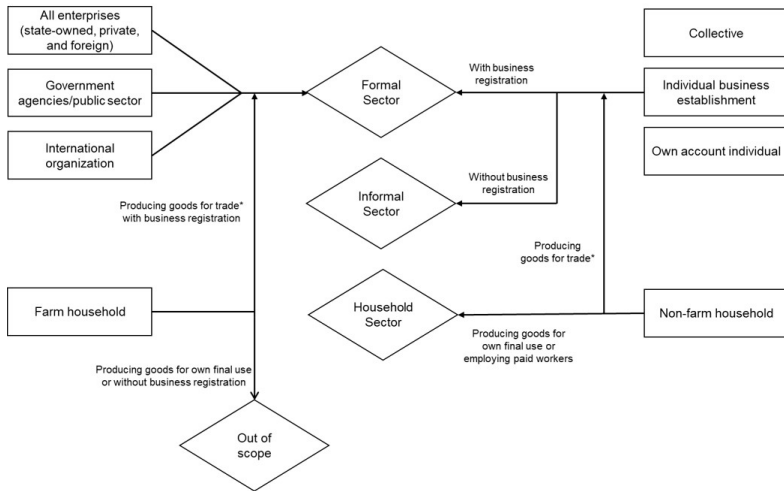 All enterprises
(state-owned, private,
and foreign)
Collective
Formal
Sector
With business
registration
Government
agencies/public sector
Individual business
establishment
International
organization
Own account individual
Without business
registration
Informal
Sector
Producing goods for trade*
with business registration
Producing
goods for trade*
Farm household
Household
Sector
Non-farm household
Producing goods for
own final use or
employing paid workers
Producing goods for own final use
or without business registration
Out of
scope